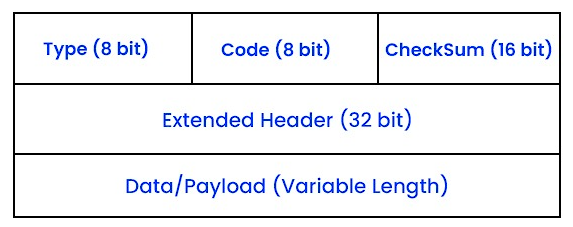 Type (8 bit)
Code (8 bit)
CheckSum (16 bit)
Extended Header (32 bit)
Data/Payload (Variable Length)